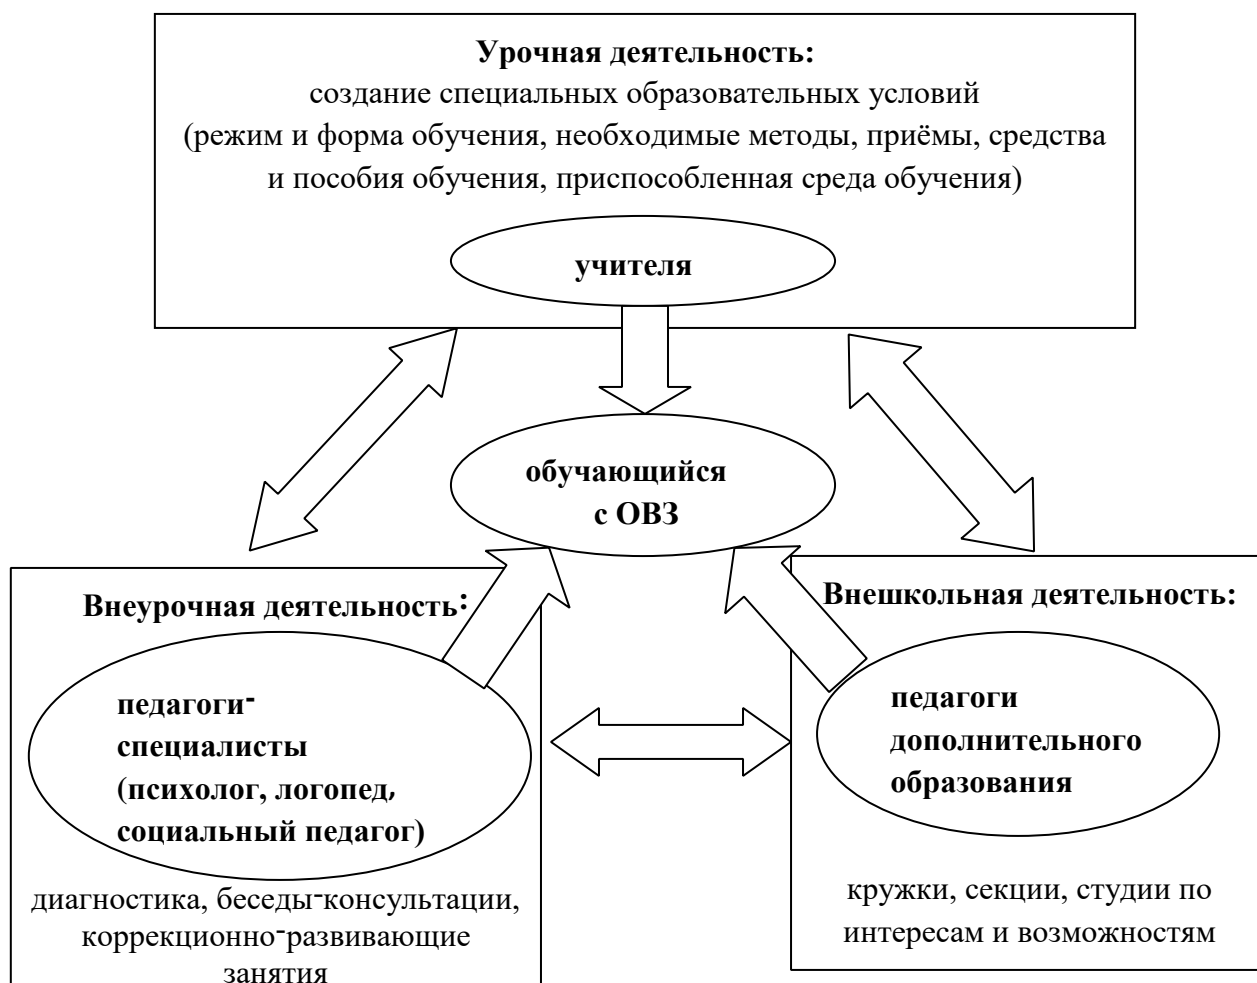 Урочная деятельность:
создание специальных образовательных условий
(режим и форма обучения, необходимые методы, приёмы, средства
и пособия обучения, приспособленная среда обучения)
учителя
обучающийся
с ОВЗ
Внеурочная деятельность:
педагоги-
специалисты
(психолог, логопед,
социальный педагог)
диагностика, беседы-консультации,
коррекционно-развивающие
занятия
Внешкольная деятельность:
педагоги
дополнительного
образования
кружки, секции, студии по
интересам и возможностям